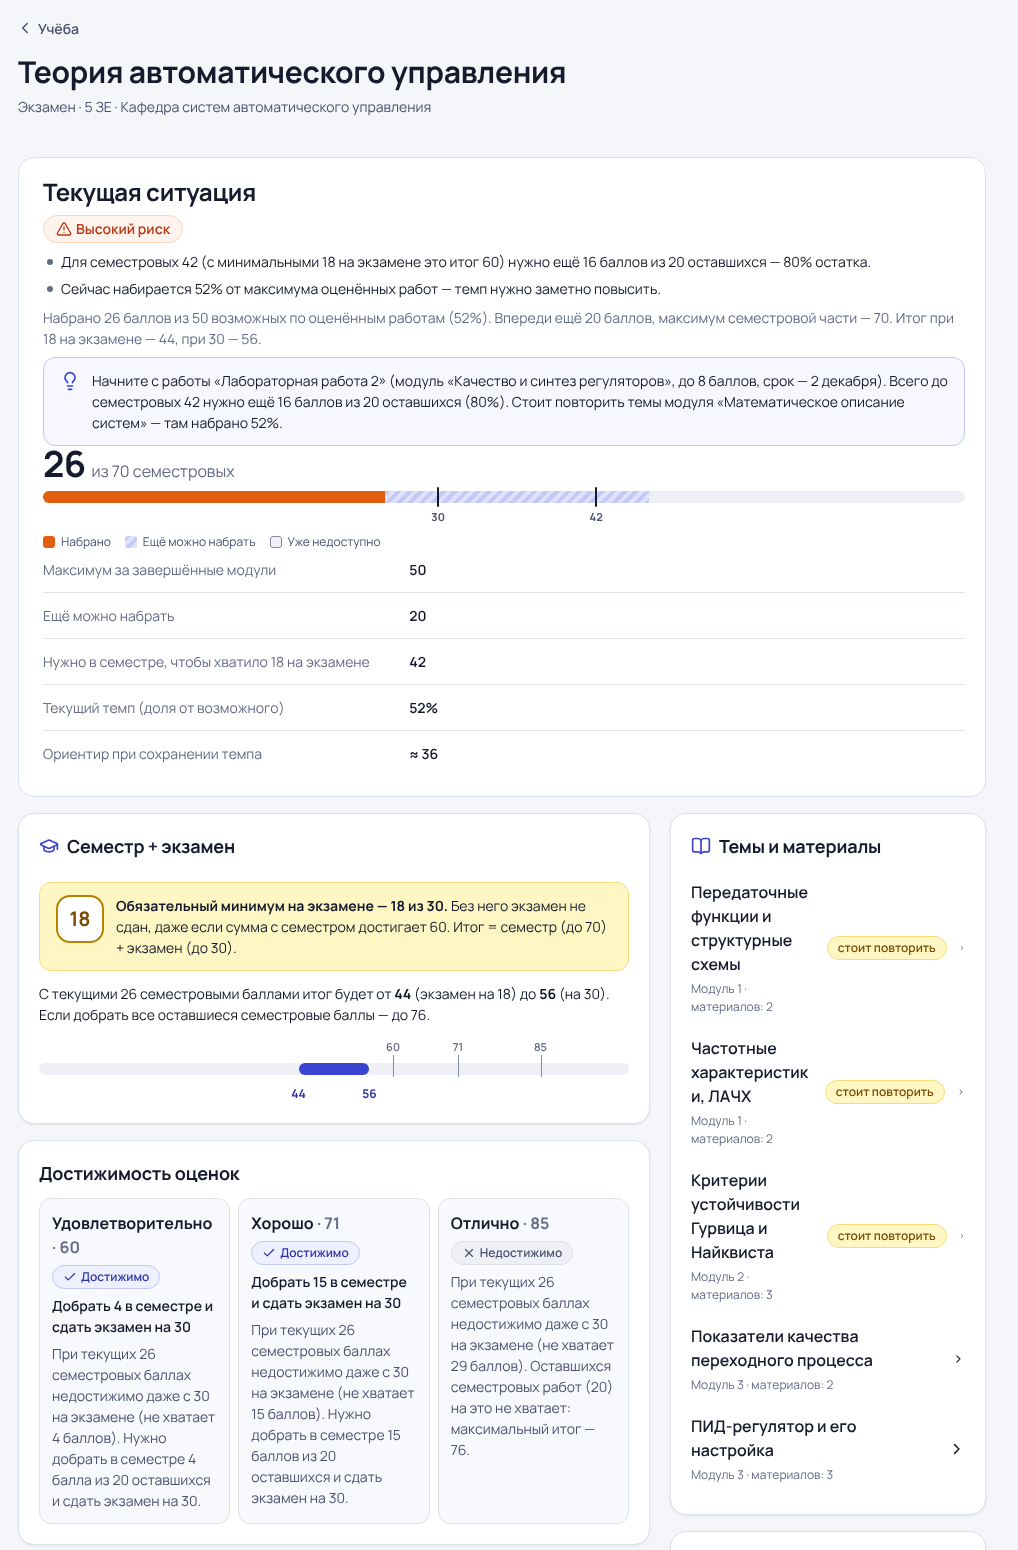 Учёба
Теория автоматического управления
Экзамен · 5 ЗЕ · Кафедра систем автоматического управления
Текущая ситуация
Высокий риск
Для семестровых 42 (с минимальными 18 на экзамене это итог 60) нужно ещё 16 баллов из 20 оставшихся — 80% остатка.
Сейчас набирается 52% от максимума оценённых работ — темп нужно заметно повысить.
Набрано 26 баллов из 50 возможных по оценённым работам (52%). Впереди ещё 20 баллов, максимум семестровой части — 70. Итог при
18 на экзамене — 44, при 30 — 56.
Начните с работы «Лабораторная работа 2» (модуль «Качество и синтез регуляторов», до 8 баллов, срок — 2 декабря). Всего до
семестровых 42 нужно ещё 16 баллов из 20 оставшихся (80%). Стоит повторить темы модуля «Математическое описание
систем» — там набрано 52%.
26 из 70 семестровых
30 42
Набрано Ещё можно набрать Уже недоступно
Максимум за завершённые модули 50
Ещё можно набрать 20
Нужно в семестре, чтобы хватило 18 на экзамене 42
Текущий темп (доля от возможного) 52%
Ориентир при сохранении темпа ≈ 36
Семестр + экзамен
18
Обязательный минимум на экзамене — 18 из 30. Без него экзамен не
сдан, даже если сумма с семестром достигает 60. Итог = семестр (до 70)
+ экзамен (до 30).
С текущими 26 семестровыми баллами итог будет от 44 (экзамен на 18) до 56 (на 30).
Если добрать все оставшиеся семестровые баллы — до 76.
60 71 85
44 56
Достижимость оценок
Удовлетворительно
· 60
Достижимо
Добрать 4 в семестре и
сдать экзамен на 30
При текущих 26
семестровых баллах
недостижимо даже с 30
на экзамене (не хватает
4 баллов). Нужно
добрать в семестре 4
балла из 20 оставшихся
и сдать экзамен на 30.
Хорошо · 71
Достижимо
Добрать 15 в семестре
и сдать экзамен на 30
При текущих 26
семестровых баллах
недостижимо даже с 30
на экзамене (не хватает
15 баллов). Нужно
добрать в семестре 15
баллов из 20
оставшихся и сдать
экзамен на 30.
Отлично · 85
Недостижимо
При текущих 26
семестровых баллах
недостижимо даже с 30
на экзамене (не хватает
29 баллов). Оставшихся
семестровых работ (20)
на это не хватает:
максимальный итог —
76.
Темы и материалы
Передаточные
функции и
структурные
схемы
Модуль 1 ·
материалов: 2
стоит повторить
Частотные
характеристик
и, ЛАЧХ
Модуль 1 ·
материалов: 2
стоит повторить
Критерии
устойчивости
Гурвица и
Найквиста
Модуль 2 ·
материалов: 3
стоит повторить
Показатели качества
переходного процесса
Модуль 3 · материалов: 2
ПИД-регулятор и его
настройка
Модуль 3 · материалов: 3